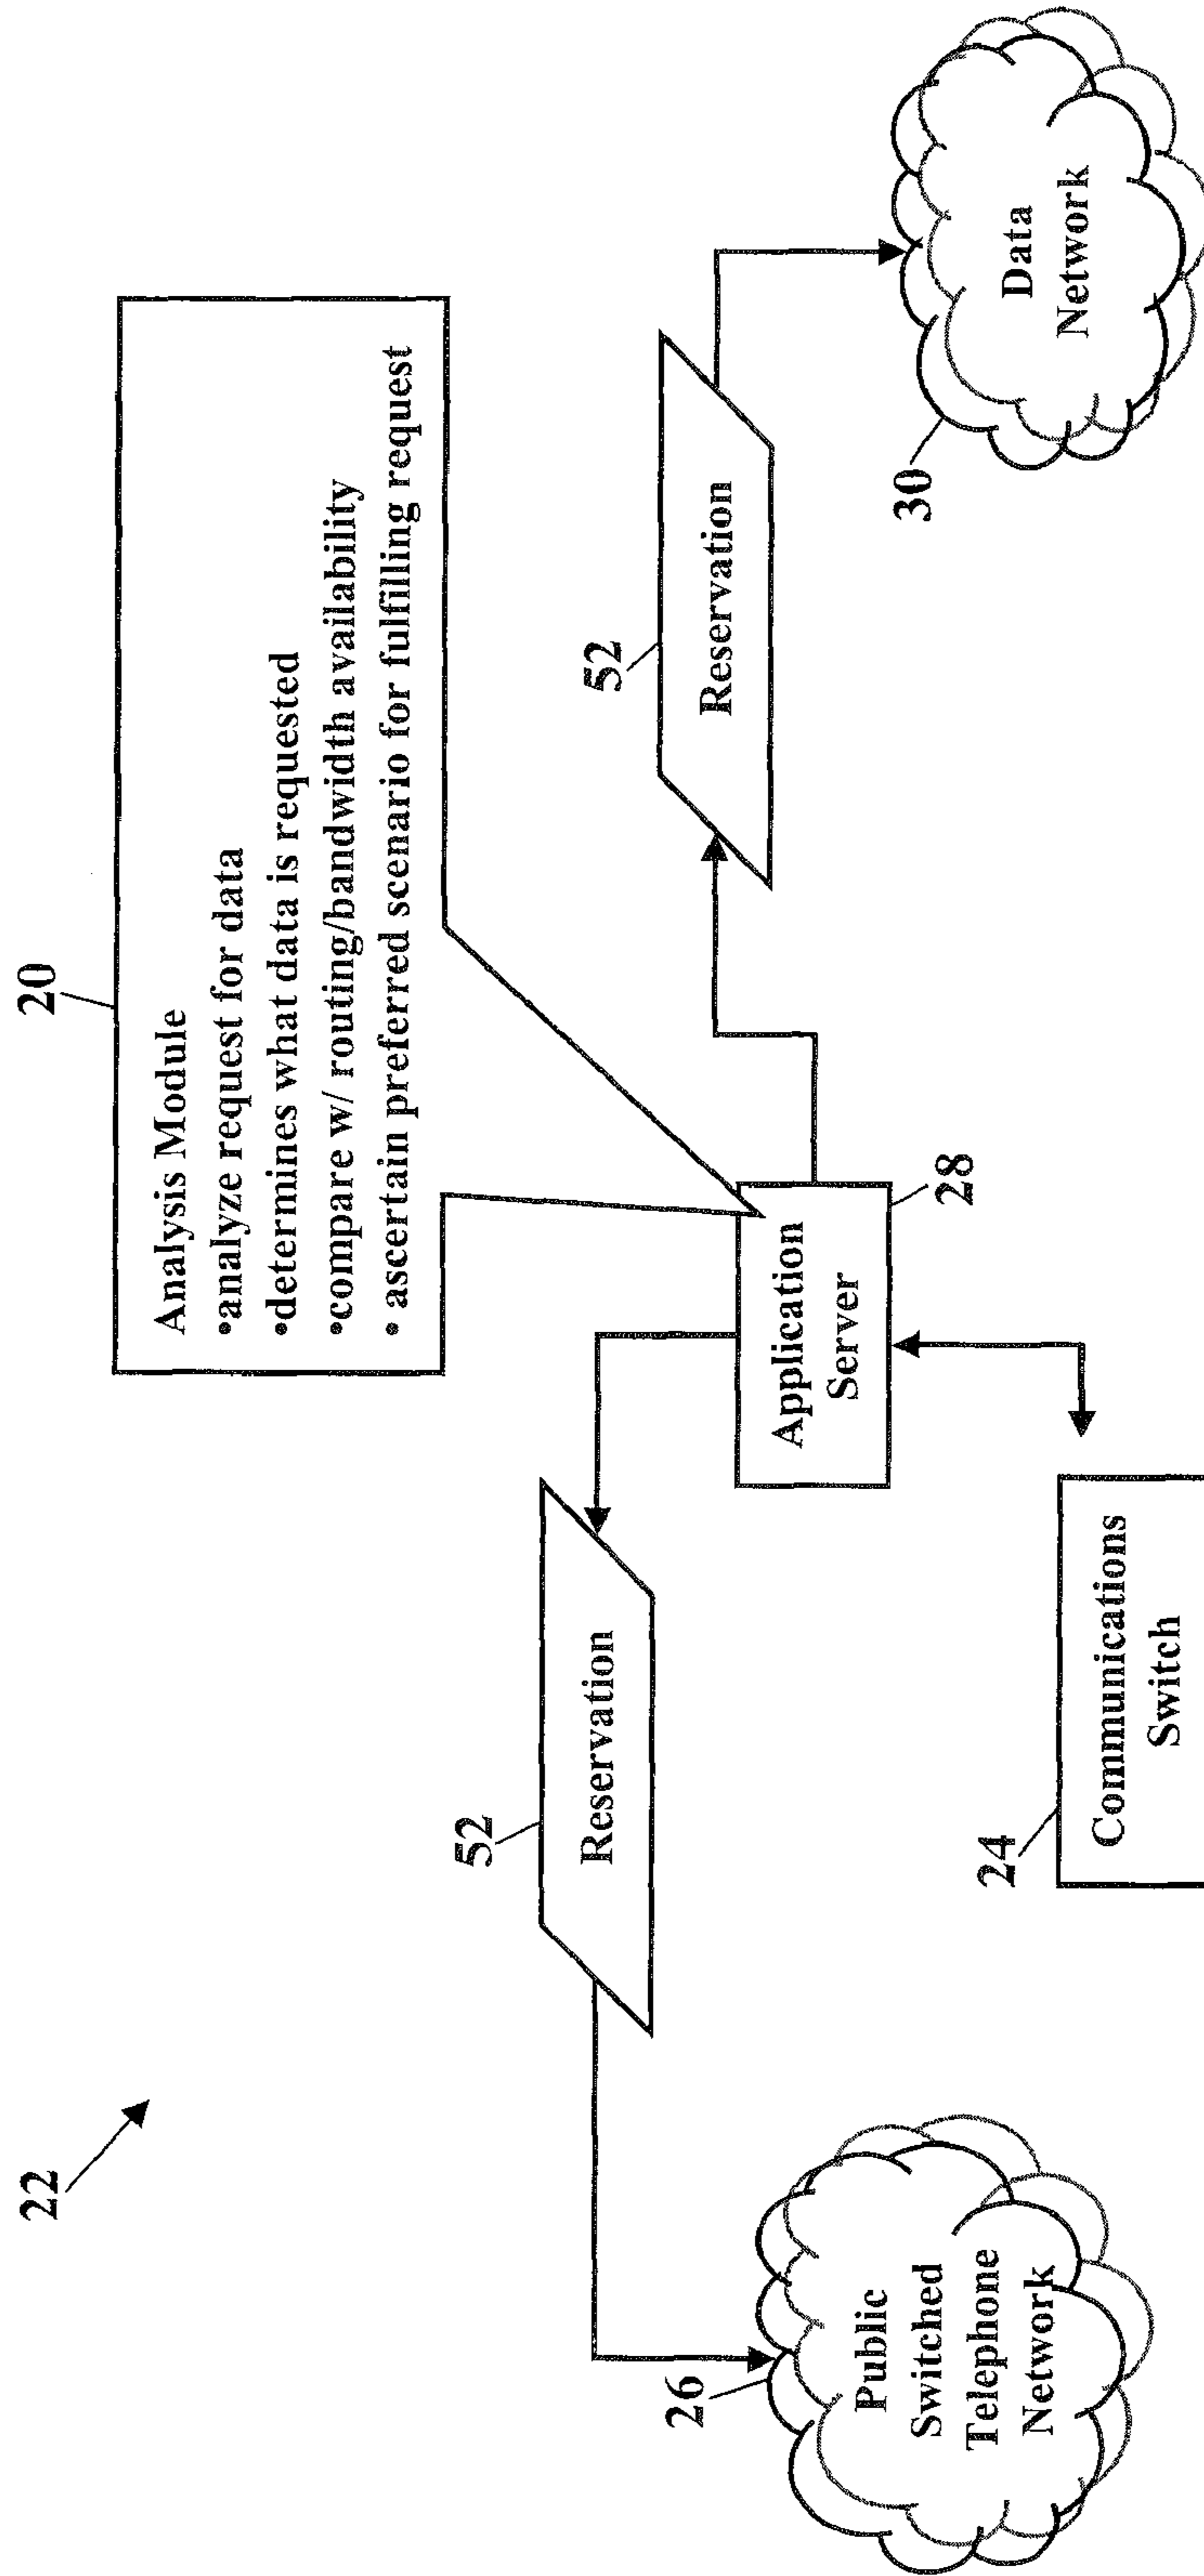 22
20
Analysis Module
•analyze request for data
•determines what data is requested
•compare w/ routing/bandwidth availability
• ascertain preferred scenario for fulfilling request
52
Reservation
52
Reservation
26
Public
Switched
Telephone
Network
Application
Server
28
30
Data
Network
24
Communications
Switch